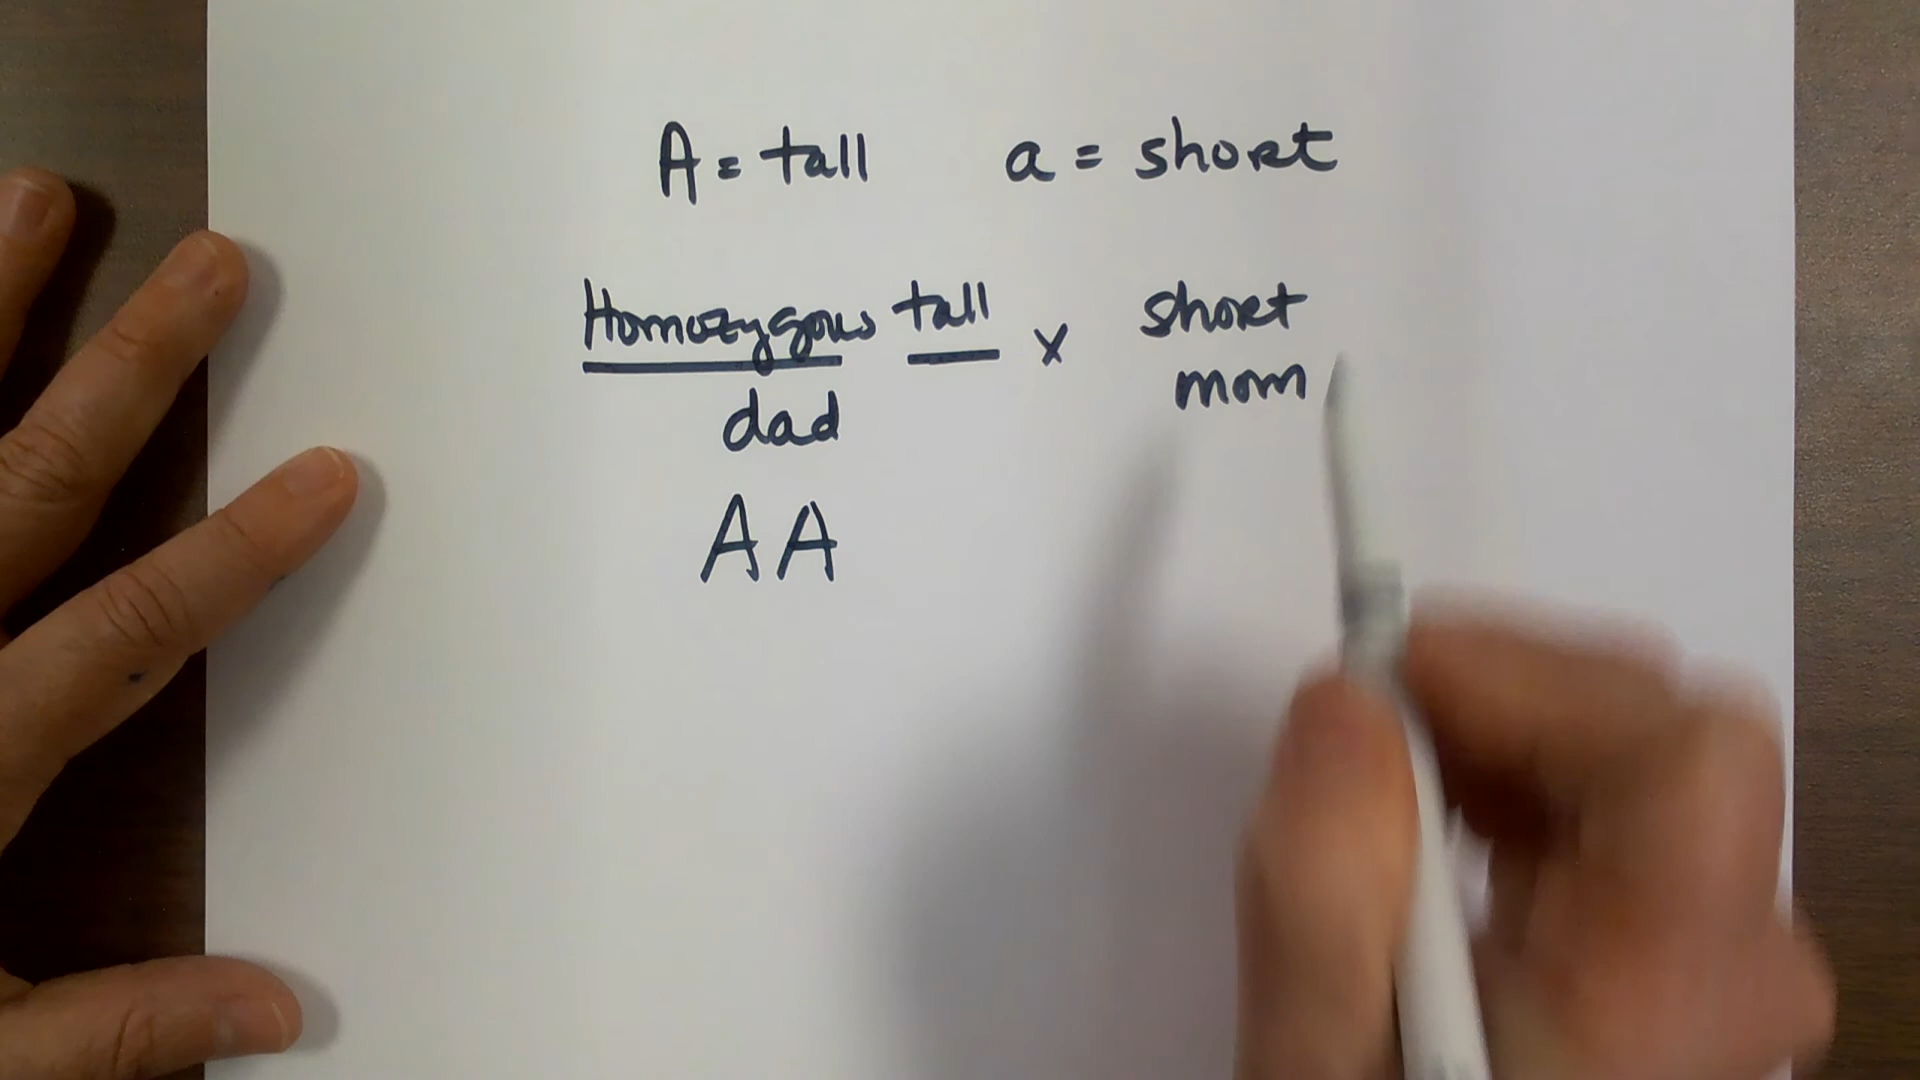 A = tall a = short
Homozygous tall x short
mom
dad
AA